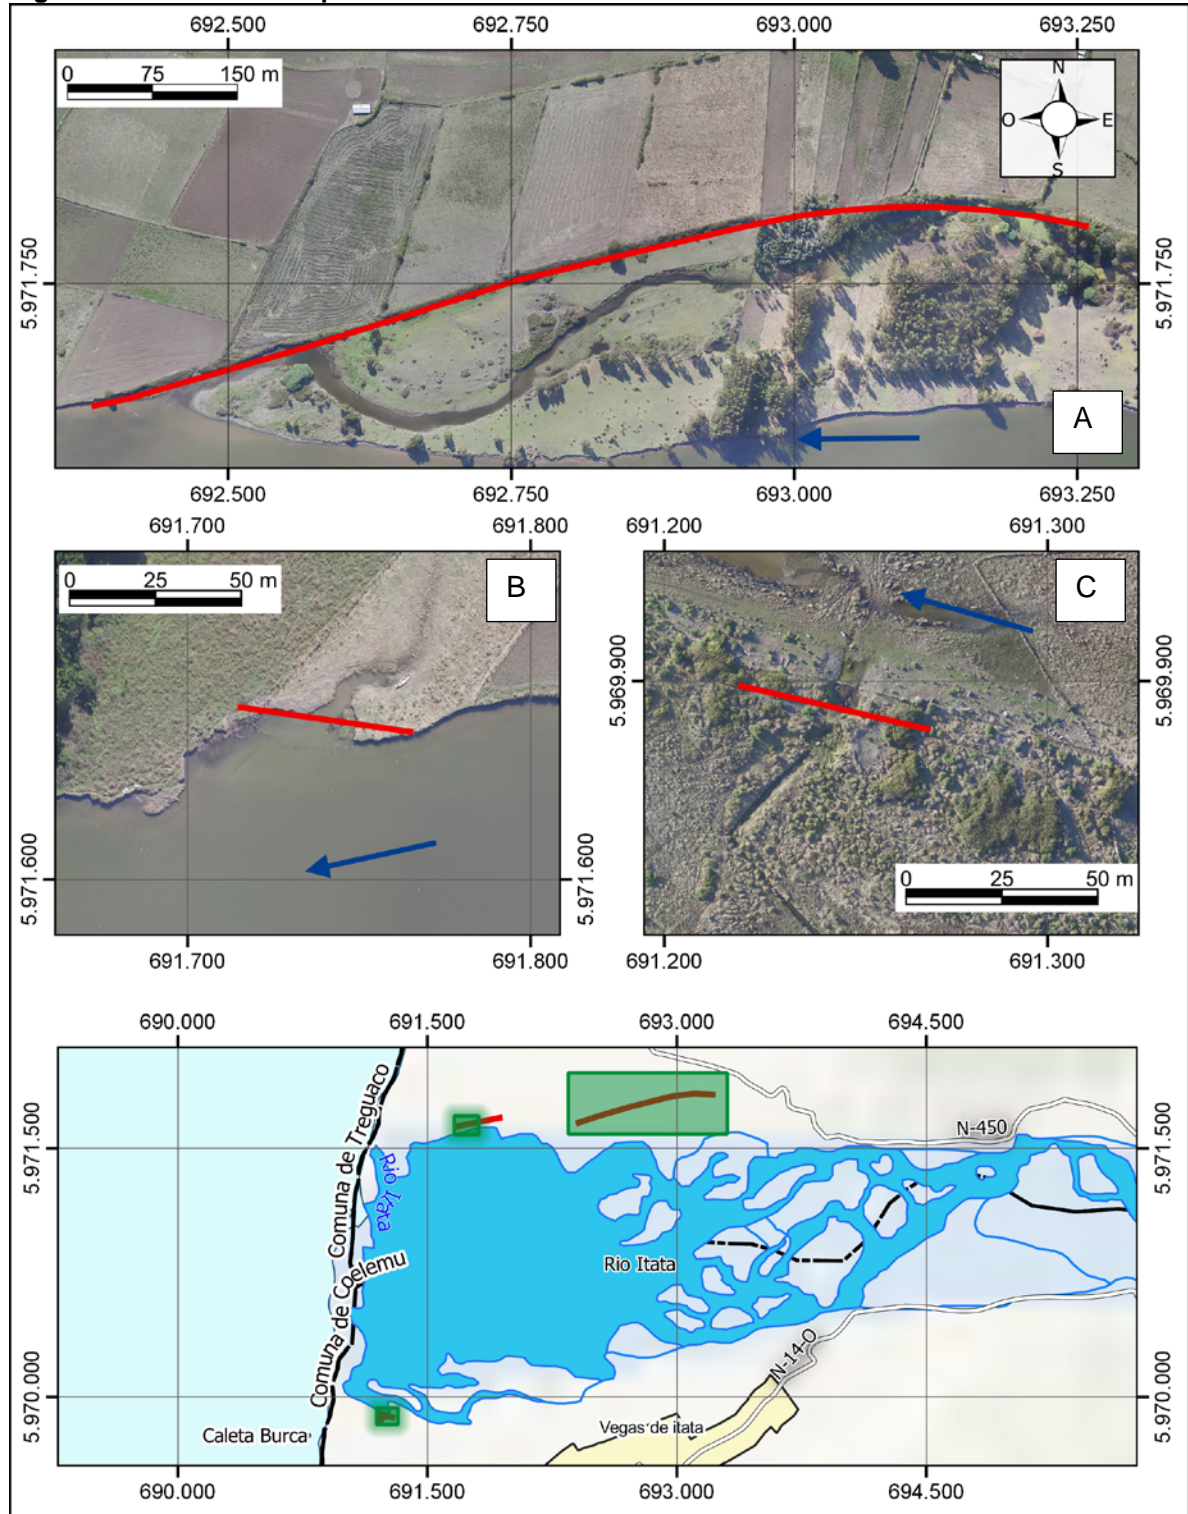 692.500 692.750 693.000 693.250
0 75 150 m
N
O E
S
5.971.750 5.971.750
A
692.500 692.750 693.000 693.250
691.700 691.800 691.200 691.300
0 25 50 m
B
C
5.969.900 5.969.900
5.971.600 5.971.600
0 25 50 m
691.700 691.800 691.200 691.300
690.000 691.500 693.000 694.500
Comuna de Treguaco
N-450
5.971.500 5.971.500
Rio Itata
Comuna de Coelemu
Rio Itata
N-14-O
5.970.000 5.970.000
Vegas de itata
Caleta Burca
690.000 691.500 693.000 694.500